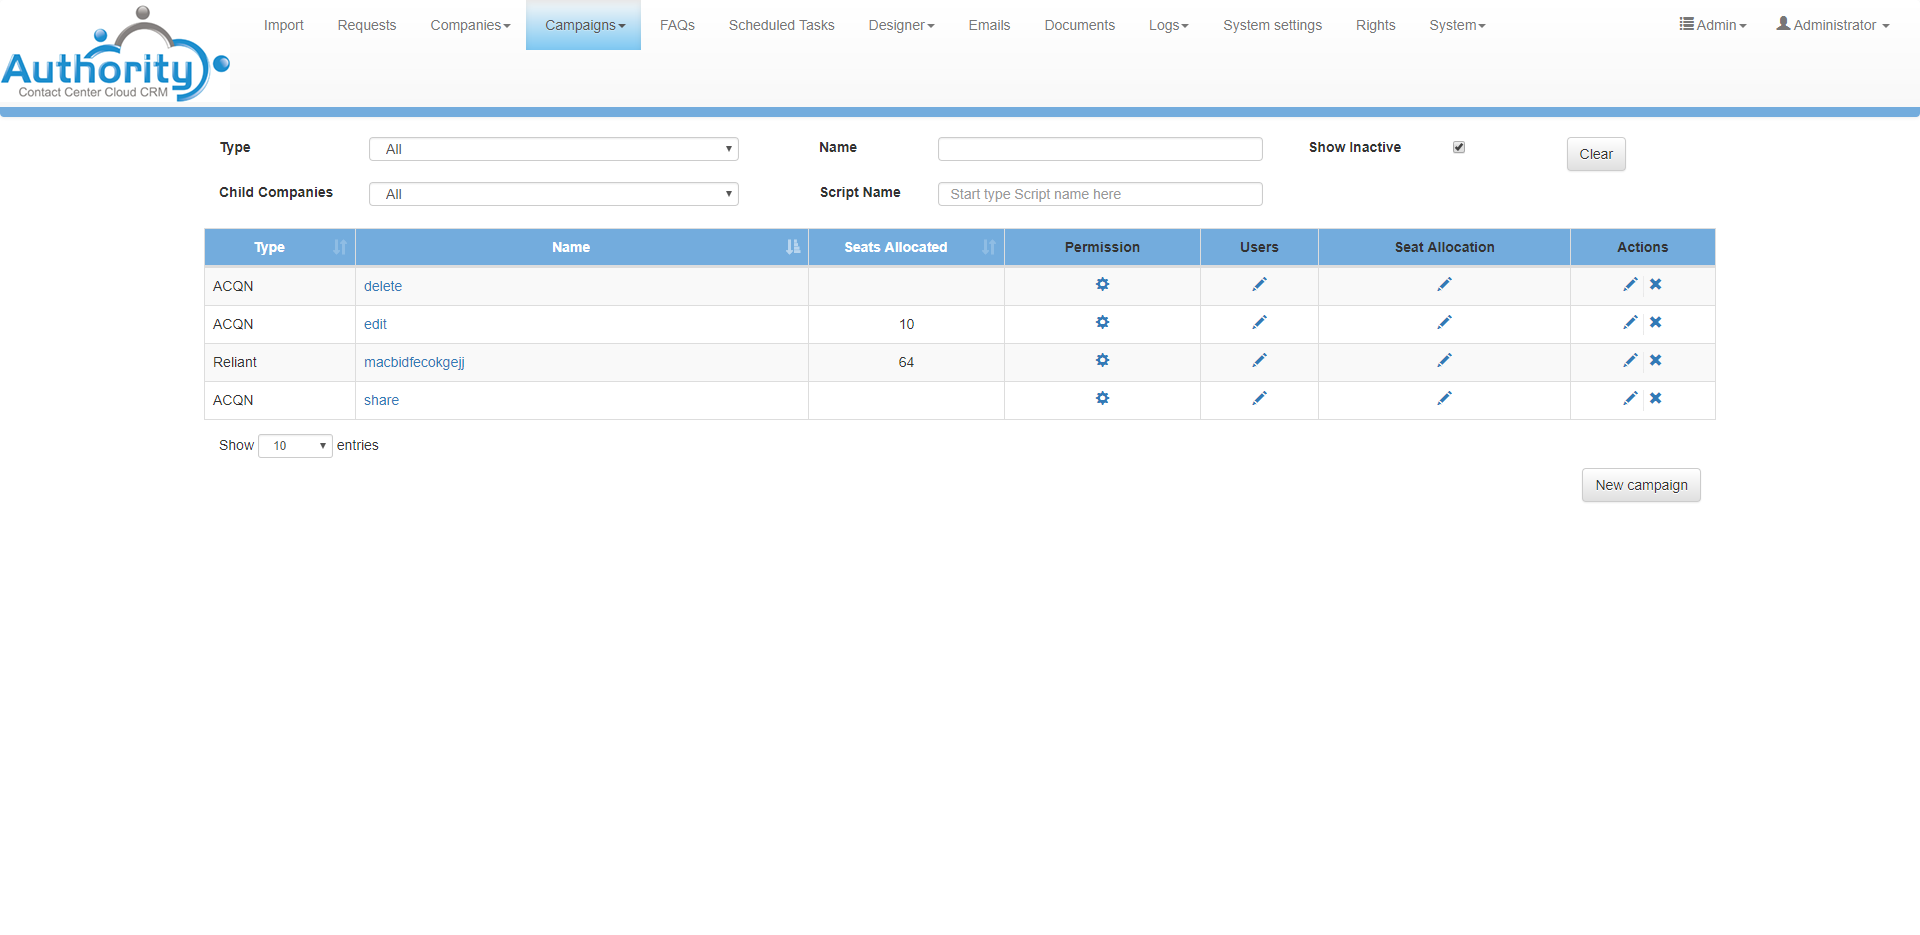 Authority
Contact Center Cloud CRM
Import Requests Companies Campaigns FAQs Scheduled Tasks Designer Emails Documents Logs System settings Rights System Admin Administrator
Type All Name Show Inactive Clear
Child Companies All Script Name Start type Script name here
Type Name Seats Allocated Permission Users Seat Allocation Actions
ACQN delete
ACQN edit 10
Reliant macbidfecokgejj 64
ACQN share
Show 10 entries
New campaign